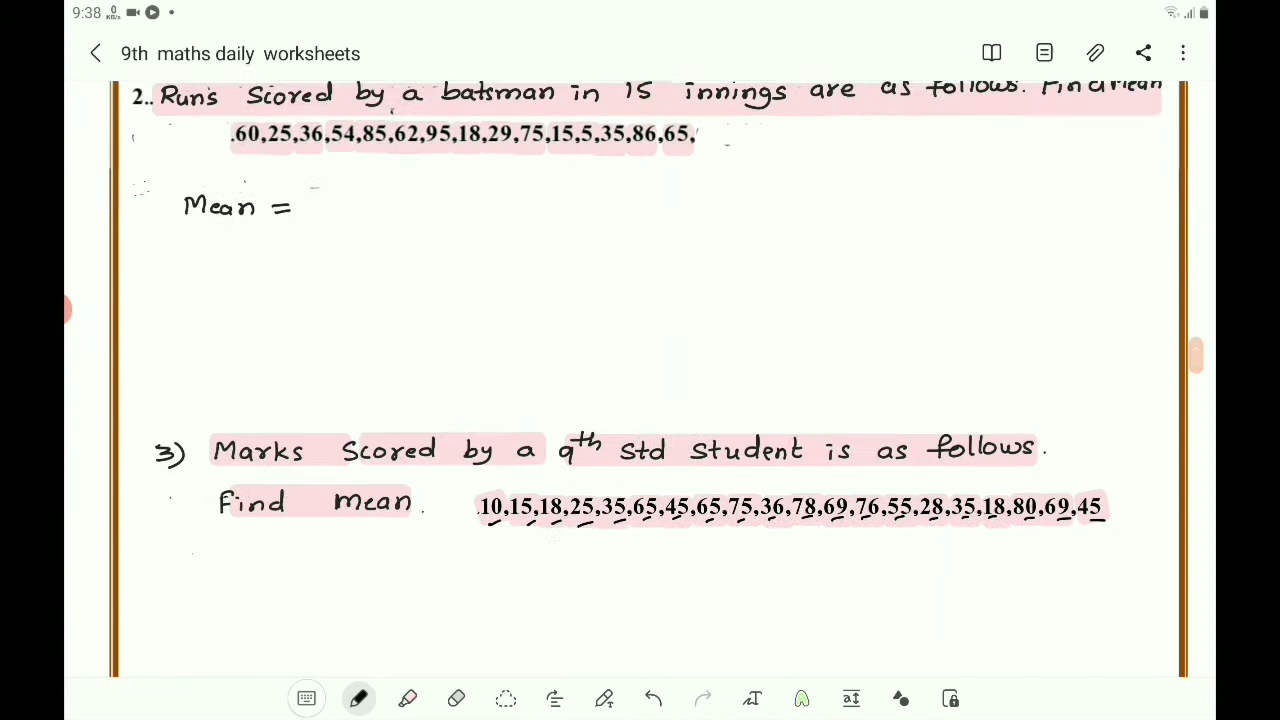 9:38 0 KB/s
9th maths daily worksheets
2.. Runs Scored by a batsman in 15 innings are as follows. Find Mean
.60,25,36,54,85,62,95,18,29,75,15,5,35,86,65,
Mean =
3) Marks Scored by a 9th std student is as follows.
Find mean. .10,15,18,25,35,65,45,65,75,36,78,69,76,55,28,35,18,80,69,45